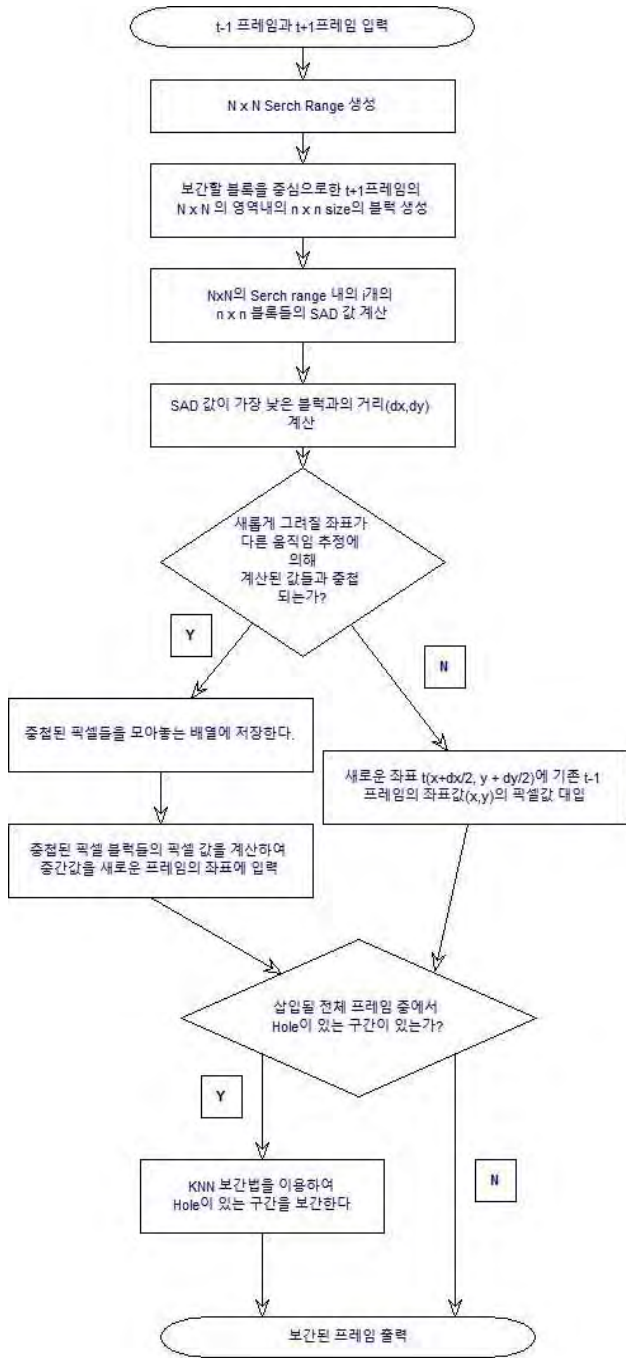 t-1 프레임과 t+1프레임 입력
N x N Serch Range 생성
보간할 블록을 중심으로한 t+1프레임의
N x N 의 영역내의 n x n size의 블럭 생성
NxN의 Serch range 내의 i개의
n x n 블록들의 SAD 값 계산
SAD 값이 가장 낮은 블럭과의 거리(dx,dy)
계산
새롭게 그려질 좌표가
다른 움직임 추정에
의해
계산된 값들과 중첩
되는가?
Y
N
중첩된 픽셀들을 모아놓는 배열에 저장한다.
새로운 좌표 t(x+dx/2, y + dy/2)에 기존 t-1
프레임의 좌표값(x,y)의 픽셀값 대입
중첩된 픽셀 블럭들의 픽셀 값을 계산하여
중간값을 새로운 프레임의 좌표에 입력
삽입될 전체 프레임 중에서
Hole이 있는 구간이 있는가?
Y
N
KNN 보간법을 이용하여
Hole이 있는 구간을 보간한다
보간된 프레임 출력